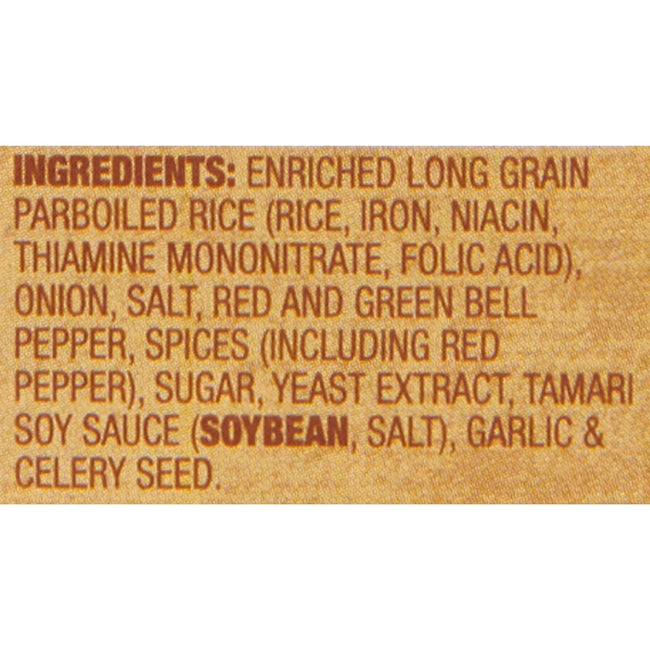 INGREDIENTS: ENRICHED LONG GRAIN
PARBOILED RICE (RICE, IRON, NIACIN,
THIAMINE MONONITRATE, FOLIC ACID),
ONION, SALT, RED AND GREEN BELL
PEPPER, SPICES (INCLUDING RED
PEPPER), SUGAR, YEAST EXTRACT, TAMARI
SOY SAUCE (SOYBEAN, SALT), GARLIC &
CELERY SEED.